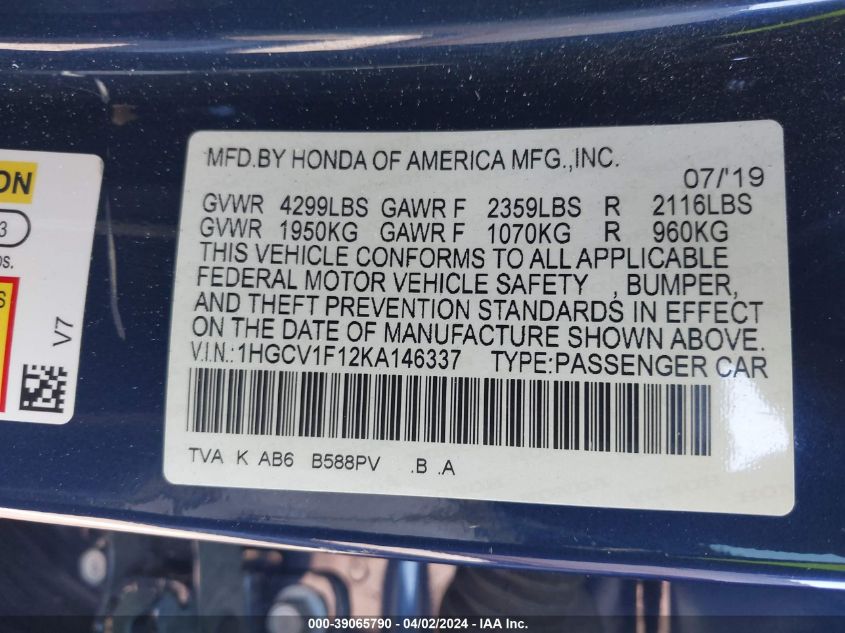 MFD.BY HONDA OF AMERICA MFG.,INC.
07/'19
GVWR 4299LBS GAWR F 2359LBS R 2116LBS
GVWR 1950KG GAWR F 1070KG R 960KG
THIS VEHICLE CONFORMS TO ALL APPLICABLE
FEDERAL MOTOR VEHICLE SAFETY , BUMPER,
AND THEFT PREVENTION STANDARDS IN EFFECT
ON THE DATE OF MANUFACTURE SHOWN ABOVE.
V.I.N.:1HGCV1F12KA146337 TYPE:PASSENGER CAR
TVA K AB6 B588PV .B .A
ON
3
os.
S
V7
000-39065790 - 04/02/2024 - IAA Inc.